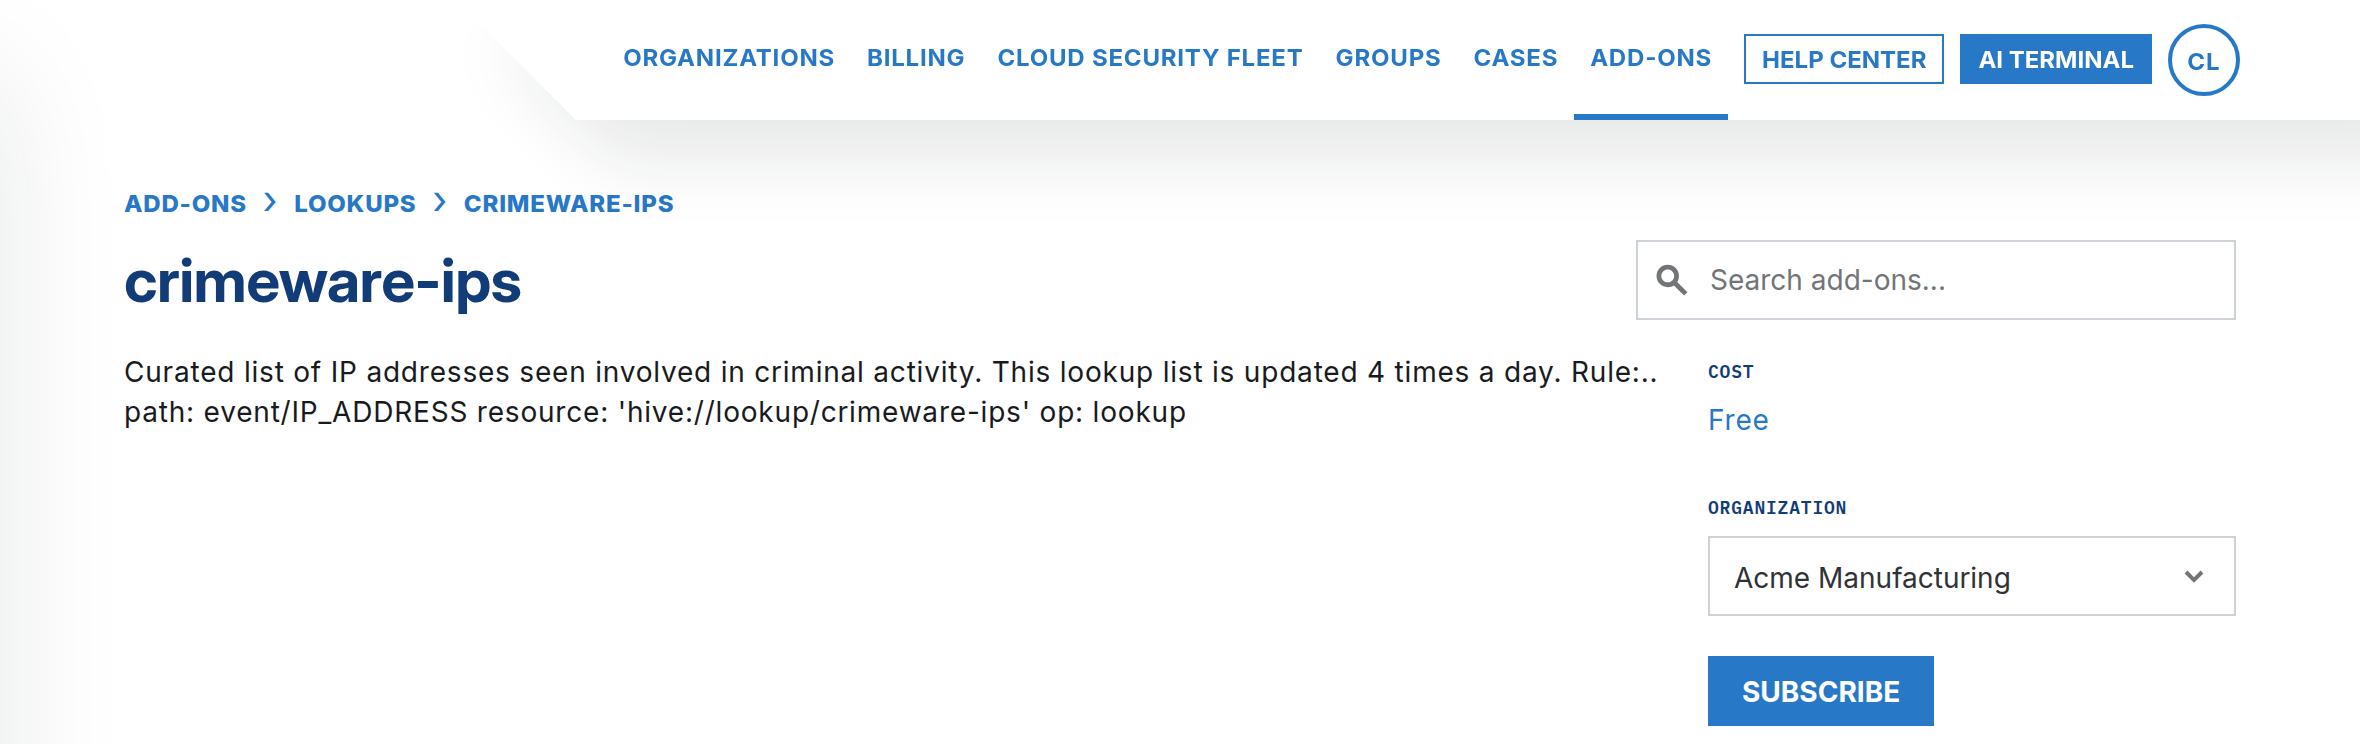 ORGANIZATIONS BILLING CLOUD SECURITY FLEET GROUPS CASES ADD-ONS HELP CENTER AI TERMINAL CL
ADD-ONS > LOOKUPS > CRIMEWARE-IPS
crimeware-ips
Search add-ons...
Curated list of IP addresses seen involved in criminal activity. This lookup list is updated 4 times a day. Rule:..
path: event/IP_ADDRESS resource: 'hive://lookup/crimeware-ips' op: lookup
COST
Free
ORGANIZATION
Acme Manufacturing
SUBSCRIBE